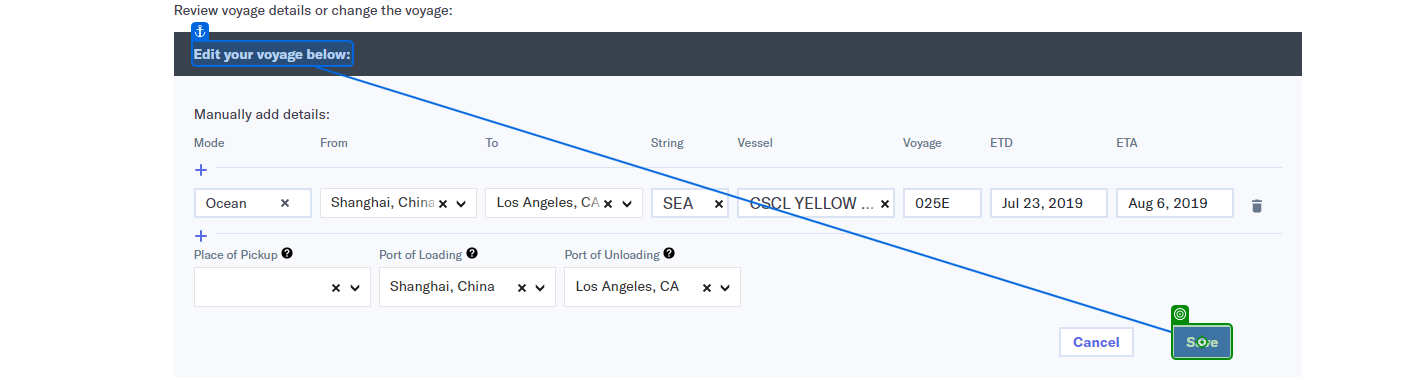 Review voyage details or change the voyage:
Edit your voyage below:
Manually add details:
Mode From To String Vessel Voyage ETD ETA
+
Ocean × Shanghai, China × Los Angeles, CA × SEA × CSCL YELLOW ... × 025E Jul 23, 2019 Aug 6, 2019
+
Place of Pickup ? Port of Loading ? Port of Unloading ?
× Shanghai, China × Los Angeles, CA ×
Cancel Save